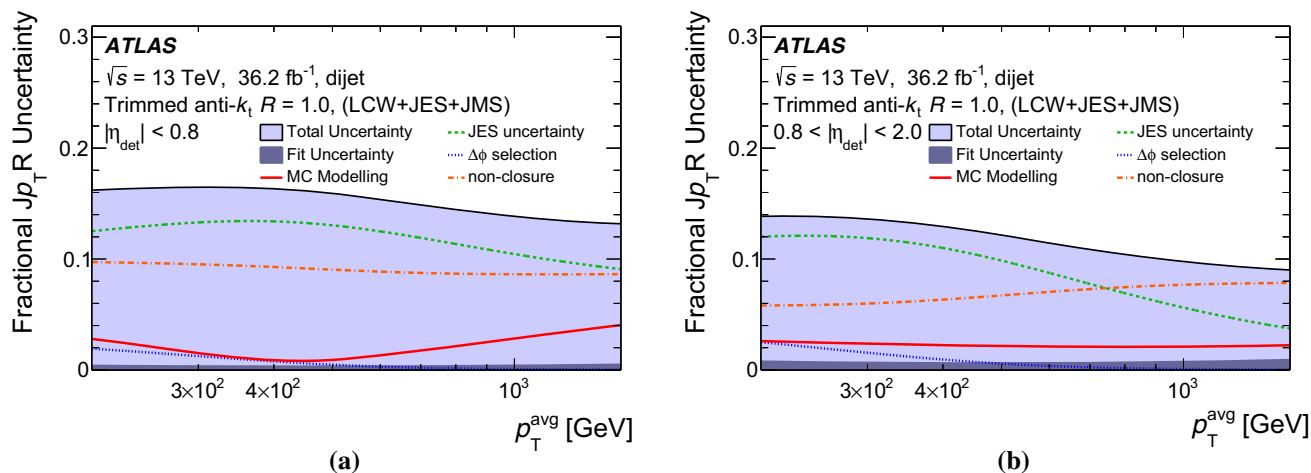 Fractional Jp_T R Uncertainty
0.3
0.2
0.1
0
ATLAS
√s = 13 TeV, 36.2 fb⁻¹, dijet
Trimmed anti-k_t R = 1.0, (LCW+JES+JMS)
|η_det| < 0.8
Total Uncertainty
Fit Uncertainty
MC Modelling
JES uncertainty
Δϕ selection
non-closure
3×10²
4×10²
10³
p_T^avg [GeV]
(a)
Fractional Jp_T R Uncertainty
0.3
0.2
0.1
0
ATLAS
√s = 13 TeV, 36.2 fb⁻¹, dijet
Trimmed anti-k_t R = 1.0, (LCW+JES+JMS)
0.8 < |η_det| < 2.0
Total Uncertainty
Fit Uncertainty
MC Modelling
JES uncertainty
Δϕ selection
non-closure
3×10²
4×10²
10³
p_T^avg [GeV]
(b)